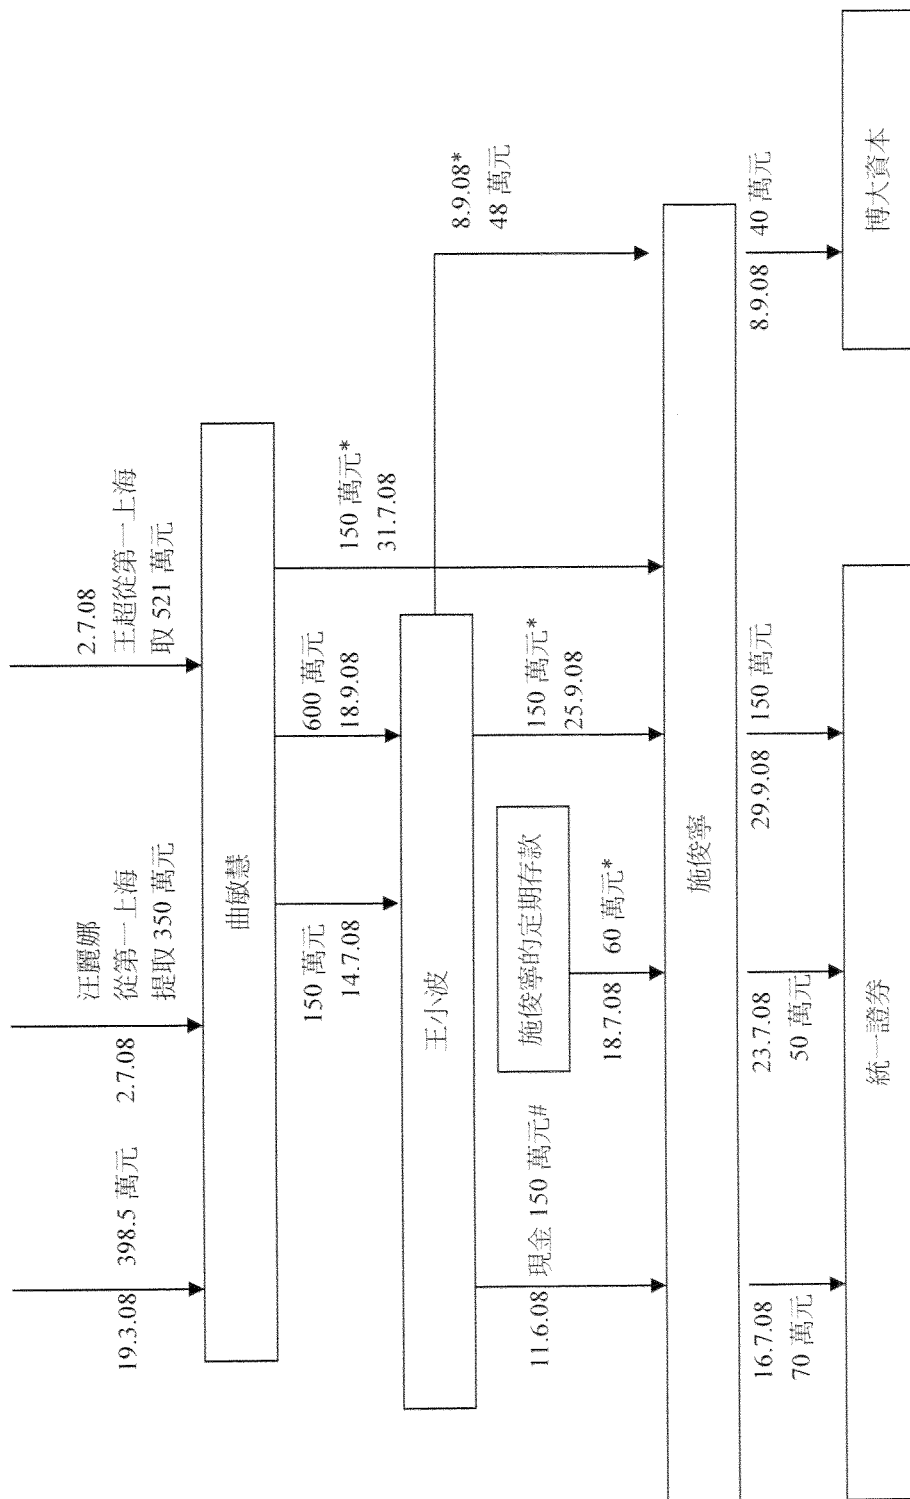 19.3.08
398.5 萬元
2.7.08
汪麗娜
從第一上海
提取 350 萬元
2.7.08
王超從第一上海
取 521 萬元
曲敏慧
150 萬元
14.7.08
600 萬元
18.9.08
150 萬元*
31.7.08
王小波
8.9.08*
48 萬元
11.6.08
現金 150 萬元#
施俊寧的定期存款
18.7.08
60 萬元*
150 萬元*
25.9.08
施俊寧
16.7.08
70 萬元
23.7.08
50 萬元
29.9.08
150 萬元
8.9.08
40 萬元
統一證券
博大資本